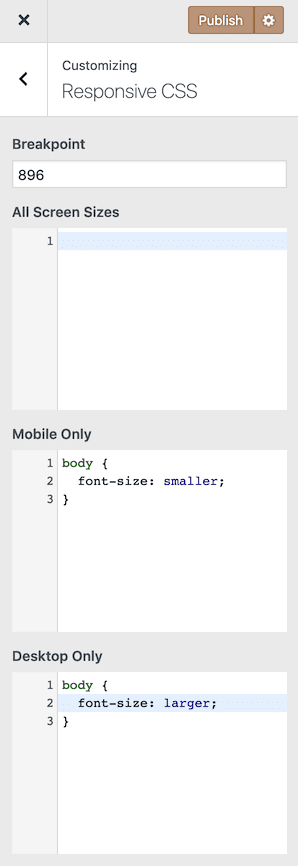 Publish
Customizing
Responsive CSS
Breakpoint
896
All Screen Sizes
1
Mobile Only
1 body {
2   font-size: smaller;
3 }
Desktop Only
1 body {
2   font-size: larger;
3 }